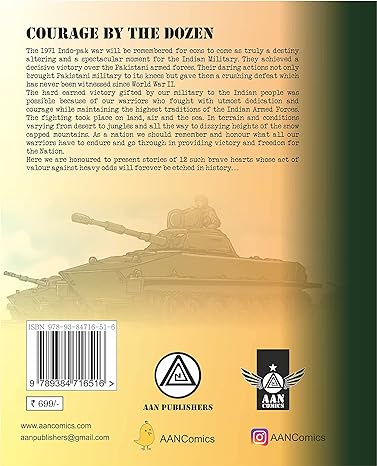 COURAGE BY THE DOZEN
The 1971 Indo-pak war will be remembered for eons to come as truly a destiny
altering and a spectacular moment for the Indian Military. They achieved a
decisive victory over the Pakistani armed forces. Their daring actions not only
brought Pakistani military to its knees but gave them a crushing defeat which
has never been witnessed since World War II.
The hard earned victory gifted by our military to the Indian people was
possible because of our warriors who fought with utmost dedication and
courage while maintaining the highest traditions of the Indian Armed Forces.
The fighting took place on land, air and the sea. In terrain and conditions
varying from desert to jungles and all the way to dizzying heights of the snow
capped mountains. As a nation we should remember and honour what all our
warriors have to endure and go through in providing victory and freedom for
the Nation.
Here we are honoured to present stories of 12 such brave hearts whose act of
valour against heavy odds will forever be etched in history...
ISBN 978-93-84716-51-6
9 789384 716516 >
₹ 699/-
AAN PUBLISHERS
AAN
COMICS
www.aancomics.com
aanpublishers@gmail.com
AANComics
AANComics